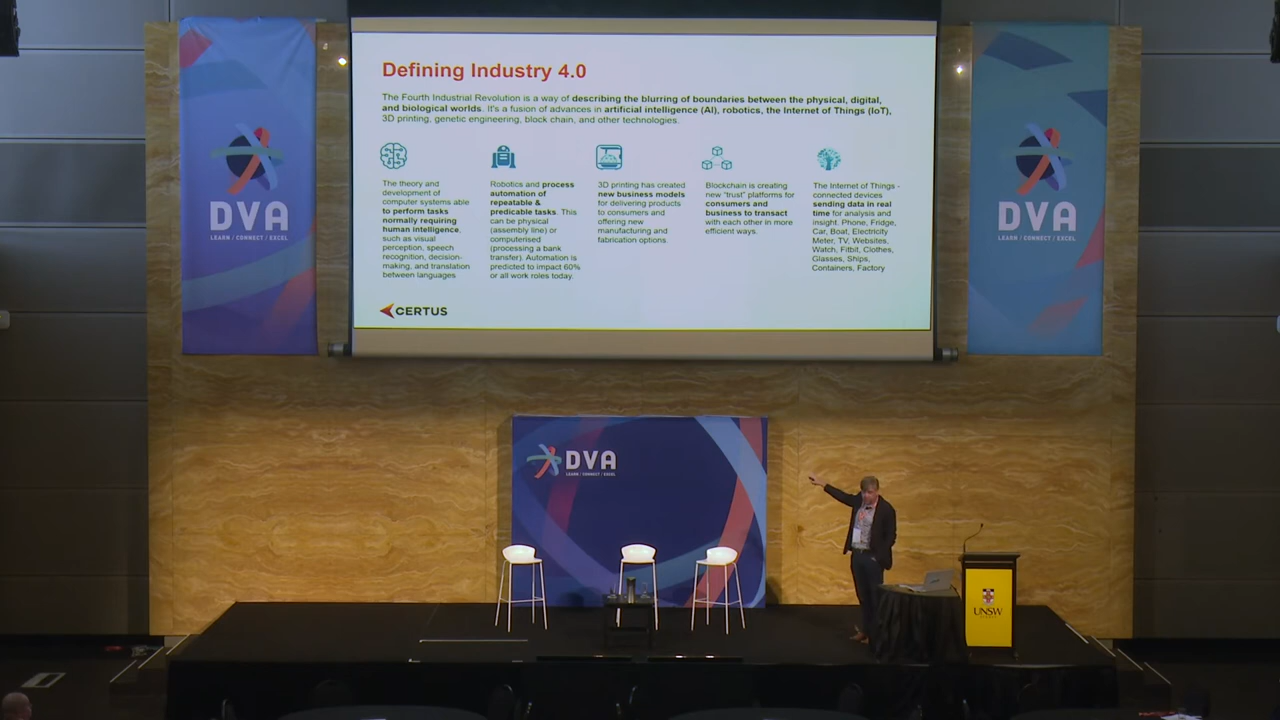 Defining Industry 4.0
The Fourth Industrial Revolution is a way of describing the blurring of boundaries between the physical, digital,
and biological worlds. It's a fusion of advances in artificial intelligence (AI), robotics, the Internet of Things (IoT),
3D printing, genetic engineering, block chain, and other technologies.
The theory and
development of
computer systems able
to perform tasks
normally requiring
human intelligence,
such as visual
perception, speech
recognition, decision-
making, and translation
between languages
Robotics and process
automation of
repeatable &
predicable tasks. This
can be physical
(assembly line) or
computerised
(processing a bank
transfer). Automation is
predicted to impact 60%
or all work roles today.
3D printing has created
new business models
for delivering products
to consumers and
offering new
manufacturing and
fabrication options.
Blockchain is creating
new “trust” platforms for
consumers and
business to transact
with each other in more
efficient ways.
The Internet of Things -
connected devices
sending data in real
time for analysis and
insight. Phone, Fridge,
Car, Boat, Electricity
Meter, TV, Websites,
Watch, Fitbit, Clothes,
Glasses, Ships,
Containers, Factory
CERTUS
DVA
LEARN / CONNECT / EXCEL
DVA
LEARN / CONNECT / EXCEL
DVA
LEARN / CONNECT / EXCEL
UNSW